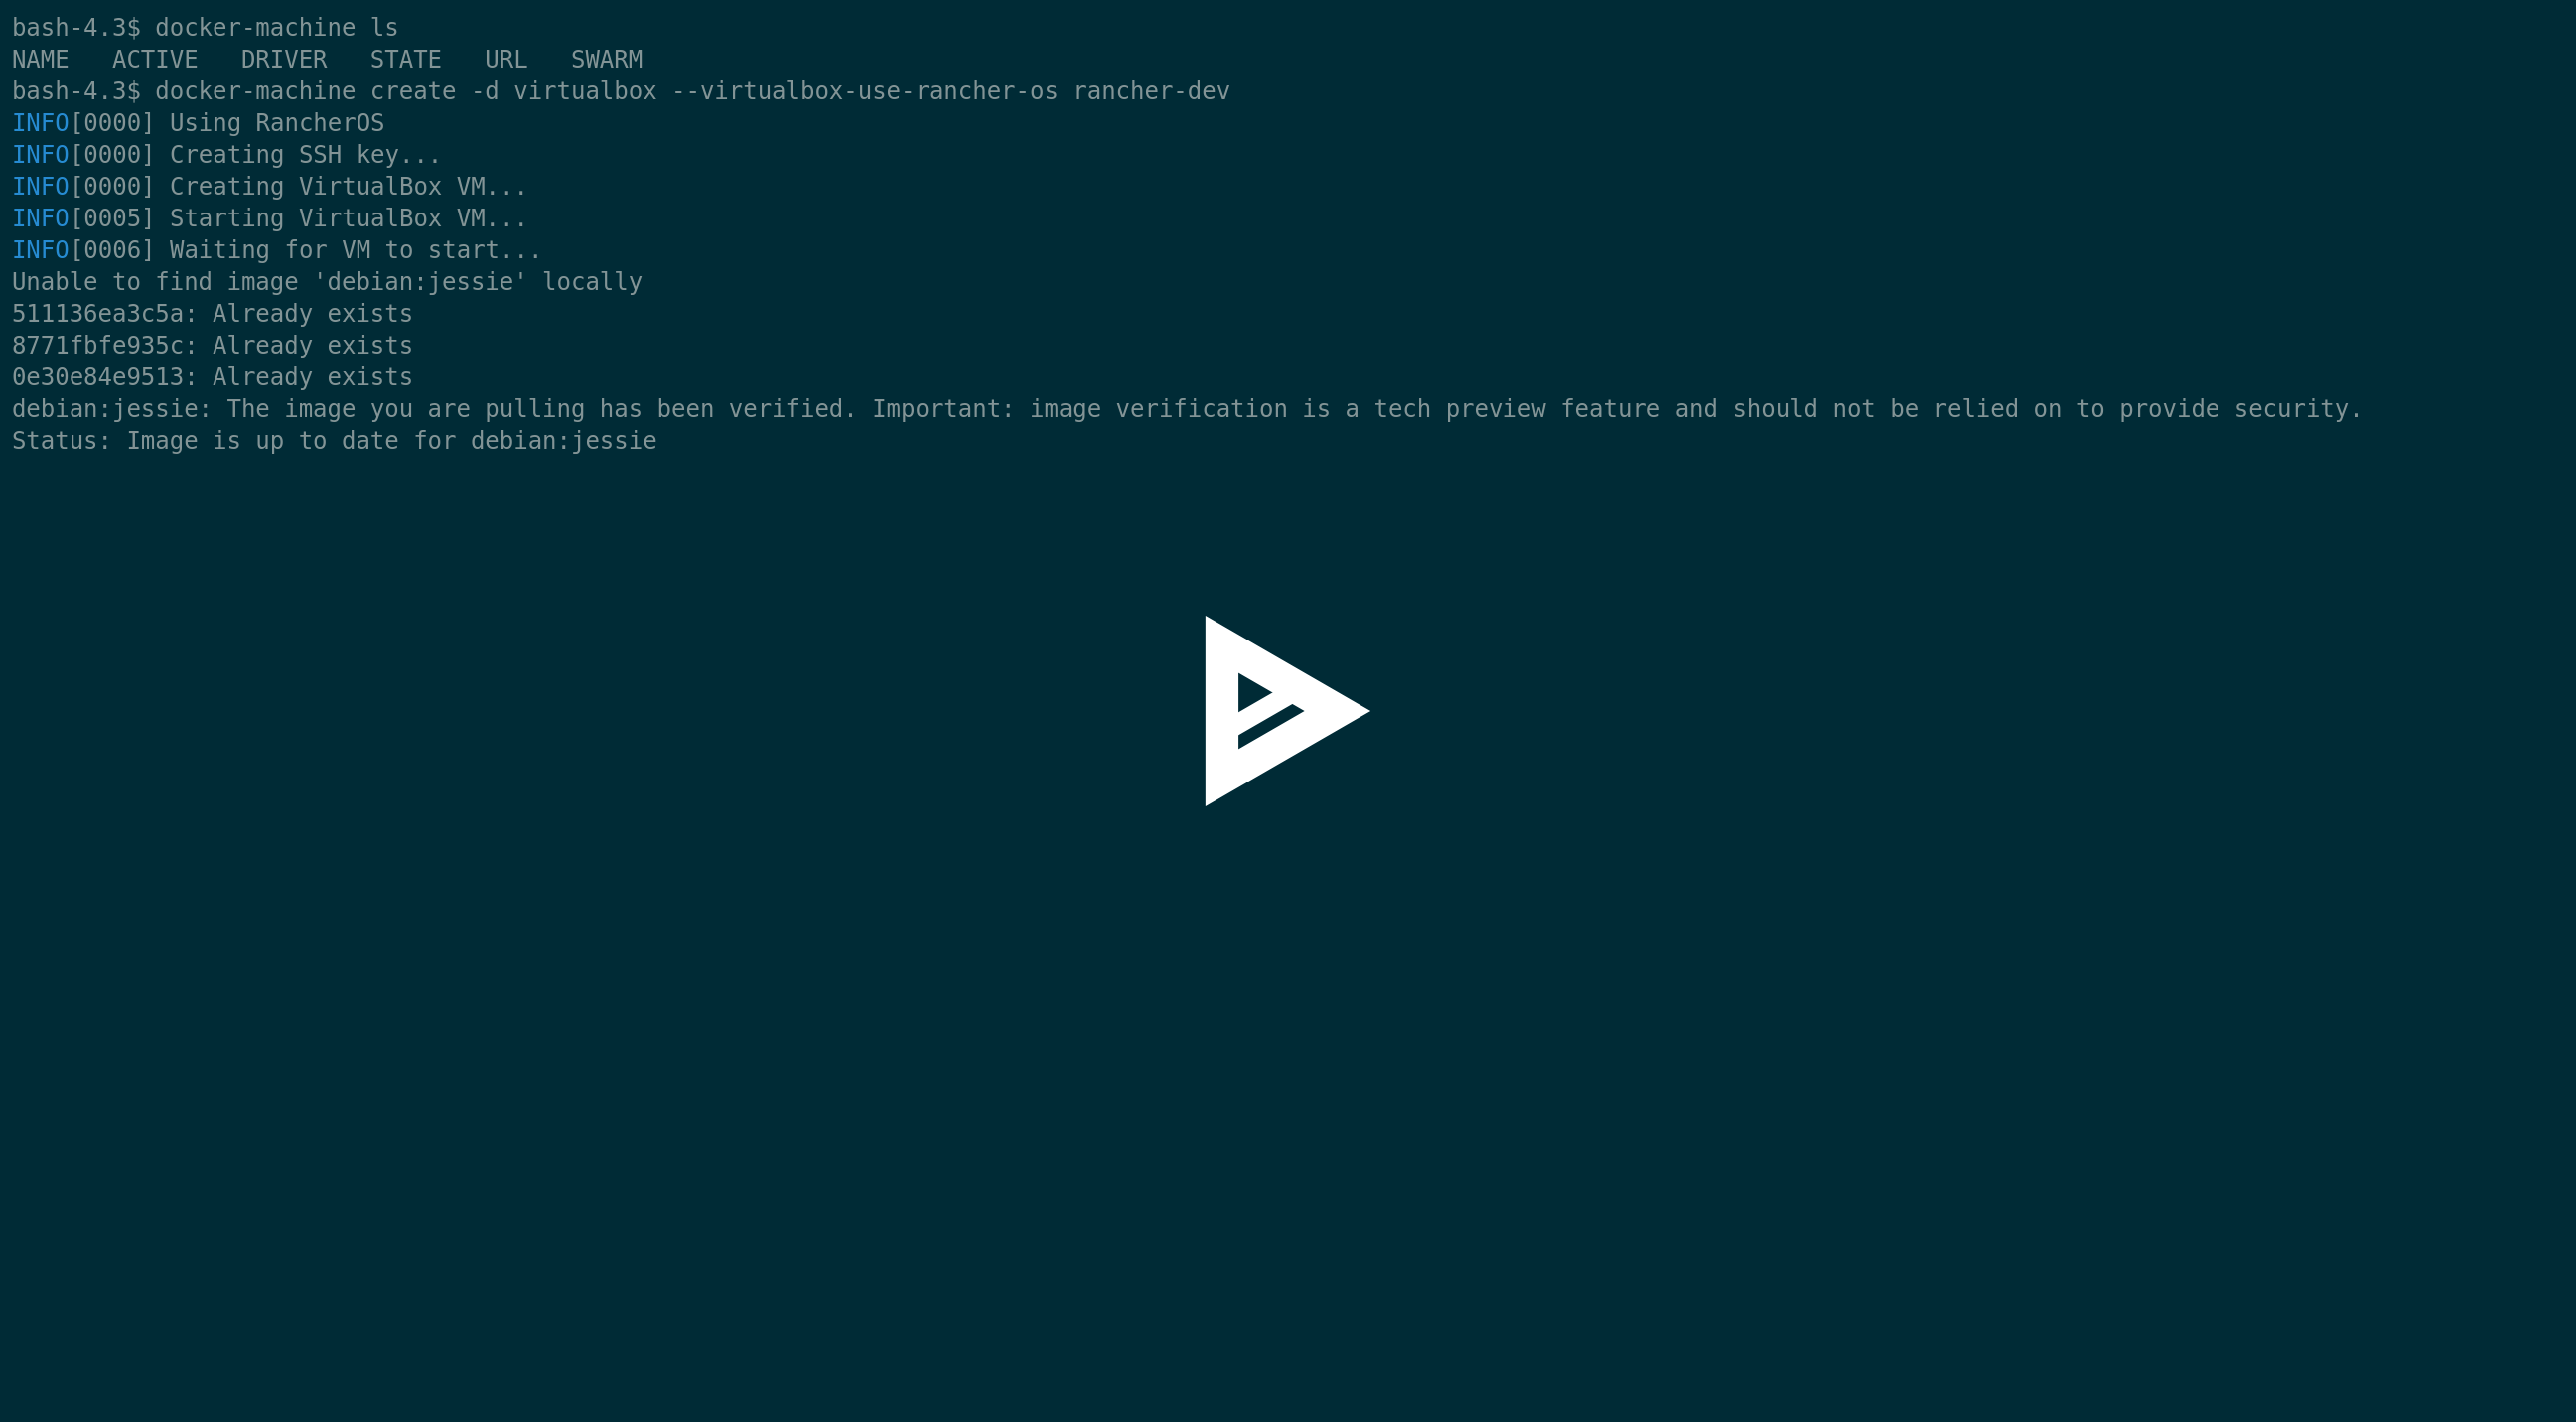 bash-4.3$ docker-machine ls
NAME   ACTIVE   DRIVER   STATE   URL   SWARM
bash-4.3$ docker-machine create -d virtualbox --virtualbox-use-rancher-os rancher-dev
INFO[0000] Using RancherOS
INFO[0000] Creating SSH key...
INFO[0000] Creating VirtualBox VM...
INFO[0005] Starting VirtualBox VM...
INFO[0006] Waiting for VM to start...
Unable to find image 'debian:jessie' locally
511136ea3c5a: Already exists
8771fbfe935c: Already exists
0e30e84e9513: Already exists
debian:jessie: The image you are pulling has been verified. Important: image verification is a tech preview feature and should not be relied on to provide security.
Status: Image is up to date for debian:jessie